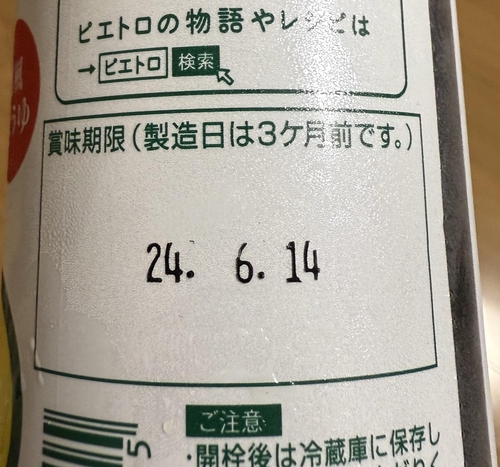 ピエトロの物語やレシピは
→ピエトロ 検索
賞味期限(製造日は3ケ月前です。)
24. 6. 14
ご注意
5
・開栓後は冷蔵庫に保存し